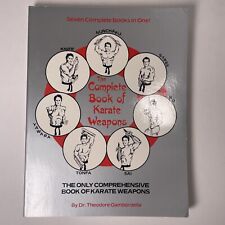 Seven Complete Books in One!
NUNCHAKU
KAMA
The
Complete
Book of
Karate
Weapons
TONFA
SAI
THE ONLY COMPREHENSIVE
BOOK OF KARATE WEAPONS
By Dr. Theodore Gambordella